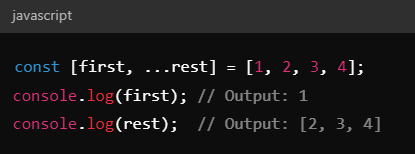 javascript
const [first, ...rest] = [1, 2, 3, 4];
console.log(first); // Output: 1
console.log(rest);  // Output: [2, 3, 4]